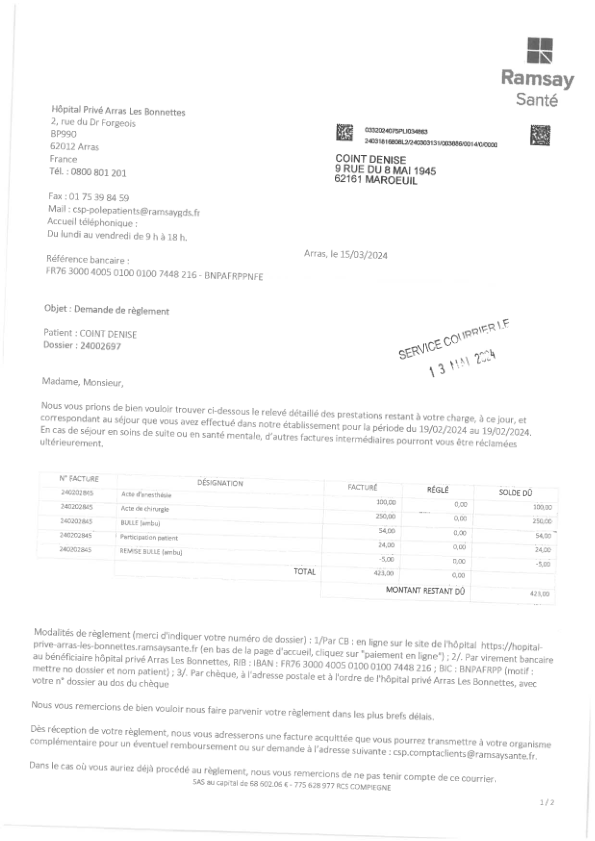 Ramsay
Santé
Hôpital Privé Arras Les Bonnettes
2, rue du Dr Forgeois
BP990
62012 Arras
France
Tél. : 0800 801 201
Fax : 01 75 39 84 59
Mail : csp-polepatients@ramsaygds.fr
Accueil téléphonique :
Du lundi au vendredi de 9 h à 18 h.
Référence bancaire :
FR76 3000 4005 0100 0100 7448 216 - BNPAFRPPNFE
0332024075PLI034863
24031816808L2/240303131/003686/0014/0/0000
COINT DENISE
9 RUE DU 8 MAI 1945
62161 MAROEUIL
Arras, le 15/03/2024
Objet : Demande de règlement
Patient : COINT DENISE
Dossier : 24002697
SERVICE COURRIER LE
13 MAI 2024
Madame, Monsieur,
Nous vous prions de bien vouloir trouver ci-dessous le relevé détaillé des prestations restant à votre charge, à ce jour, et
correspondant au séjour que vous avez effectué dans notre établissement pour la période du 19/02/2024 au 19/02/2024.
En cas de séjour en soins de suite ou en santé mentale, d'autres factures intermédiaires pourront vous être réclamées
ultérieurement.
N° FACTURE DÉSIGNATION FACTURÉ RÉGLÉ SOLDE DÛ
240202845 Acte d'anesthésie 100,00 0,00 100,00
240202845 Acte de chirurgie 250,00 0,00 250,00
240202845 BULLE (ambu) 54,00 0,00 54,00
240202845 Participation patient 24,00 0,00 24,00
240202845 REMISE BULLE (ambu) -5,00 0,00 -5,00
TOTAL 423,00 0,00
MONTANT RESTANT DÛ 423,00
Modalités de règlement (merci d'indiquer votre numéro de dossier) : 1/Par CB : en ligne sur le site de l'hôpital https://hopital-
prive-arras-les-bonnettes.ramsaysante.fr (en bas de la page d'accueil, cliquez sur "paiement en ligne") ; 2/. Par virement bancaire
au bénéficiaire hôpital privé Arras Les Bonnettes, RIB : IBAN : FR76 3000 4005 0100 0100 7448 216 ; BIC : BNPAFRPP (motif :
mettre no dossier et nom patient) ; 3/. Par chèque, à l'adresse postale et à l'ordre de l'hôpital privé Arras Les Bonnettes, avec
votre n° dossier au dos du chèque
Nous vous remercions de bien vouloir nous faire parvenir votre règlement dans les plus brefs délais.
Dès réception de votre règlement, nous vous adresserons une facture acquittée que vous pourrez transmettre à votre organisme
complémentaire pour un éventuel remboursement ou sur demande à l'adresse suivante : csp.comptaclients@ramsaysante.fr.
Dans le cas où vous auriez déjà procédé au règlement, nous vous remercions de ne pas tenir compte de ce courrier.
SAS au capital de 68 602.06 € - 775 628 977 RCS COMPIEGNE
1 / 2